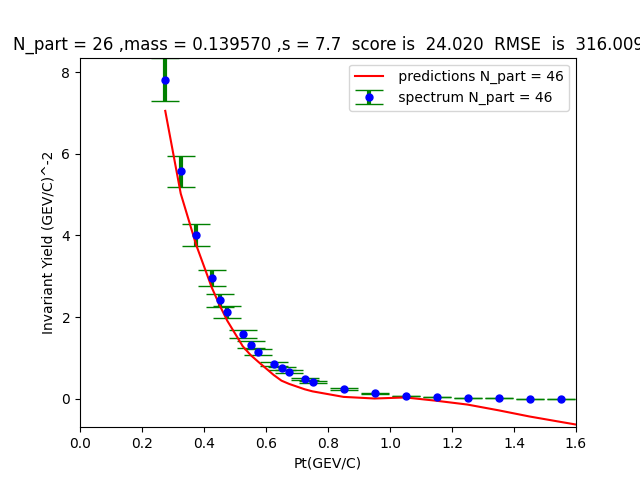 N_part = 26 ,mass = 0.139570 ,s = 7.7  score is  24.020  RMSE  is  316.009
predictions N_part = 46
spectrum N_part = 46
Invariant Yield (GEV/C)^-2
8
6
4
2
0
0.0 0.2 0.4 0.6 0.8 1.0 1.2 1.4 1.6
Pt(GEV/C)